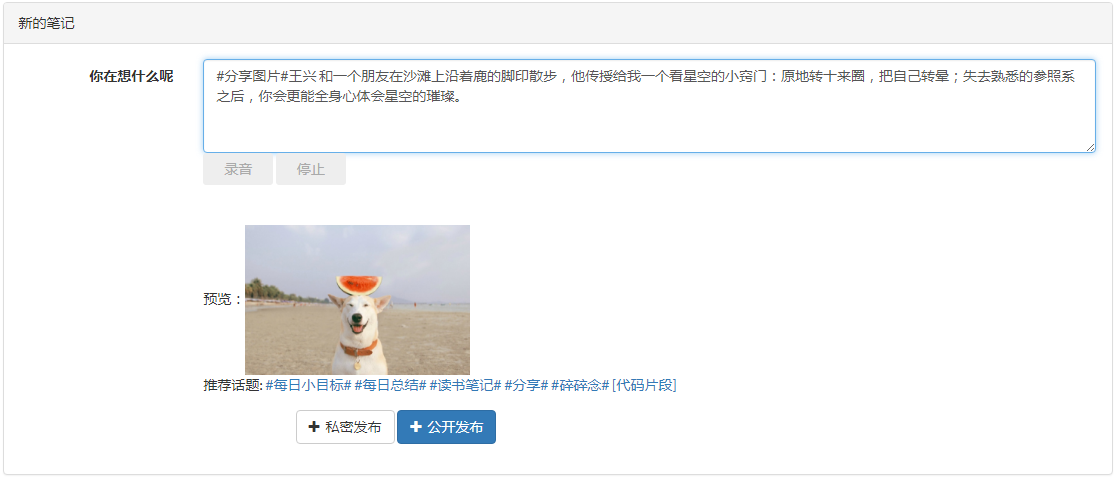 新的笔记
你在想什么呢
#分享图片#王兴 和一个朋友在沙滩上沿着鹿的脚印散步，他传授给我一个看星空的小窍门：原地转十来圈，把自己转晕；失去熟悉的参照系
之后，你会更能全身心体会星空的璀璨。
录音 停止
预览：
推荐话题: #每日小目标# #每日总结# #读书笔记# #分享# #碎碎念# [代码片段]
私密发布 公开发布